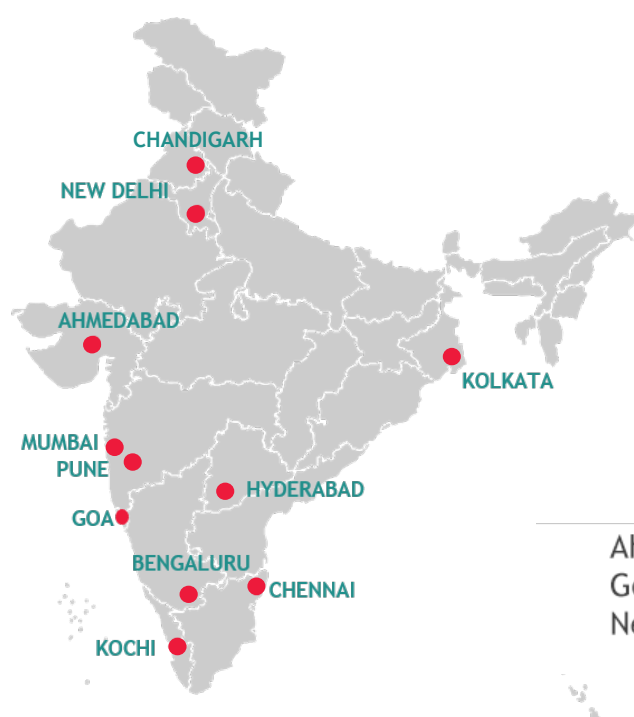 CHANDIGARH
NEW DELHI
AHMEDABAD
KOLKATA
MUMBAI
PUNE
HYDERABAD
GOA
BENGALURU
CHENNAI
KOCHI